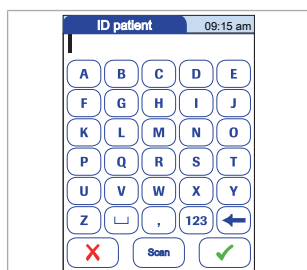 ID patient 09:15 am
A B C D E
F G H I J
K L M N O
P Q R S T
U V W X Y
Z , 123
Scan